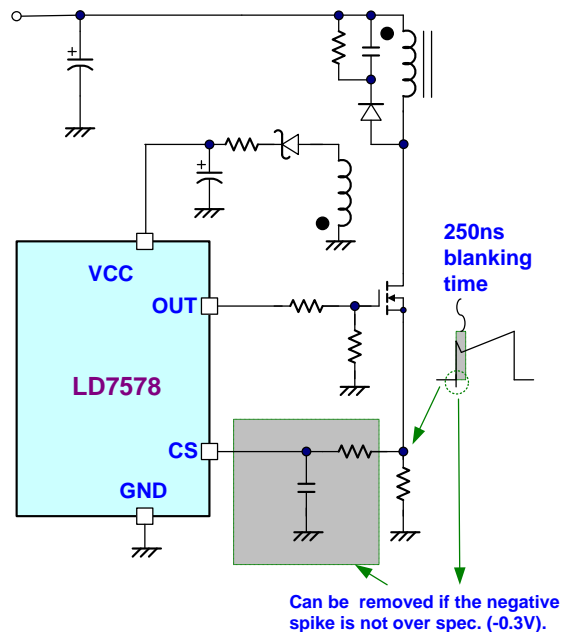 +
+
250ns
blanking
time
VCC
OUT
LD7578
CS
GND
Can be removed if the negative
spike is not over spec. (-0.3V).